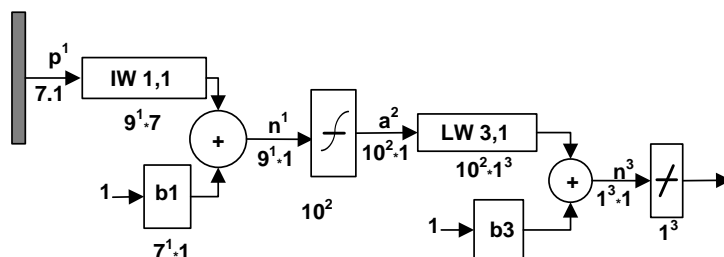 p¹
7.1
IW 1,1
9¹*7
+
1
b1
7¹*1
n¹
9¹*1
10²
a²
10²*1
LW 3,1
10²*1³
+
1
b3
n³
1³*1
1³